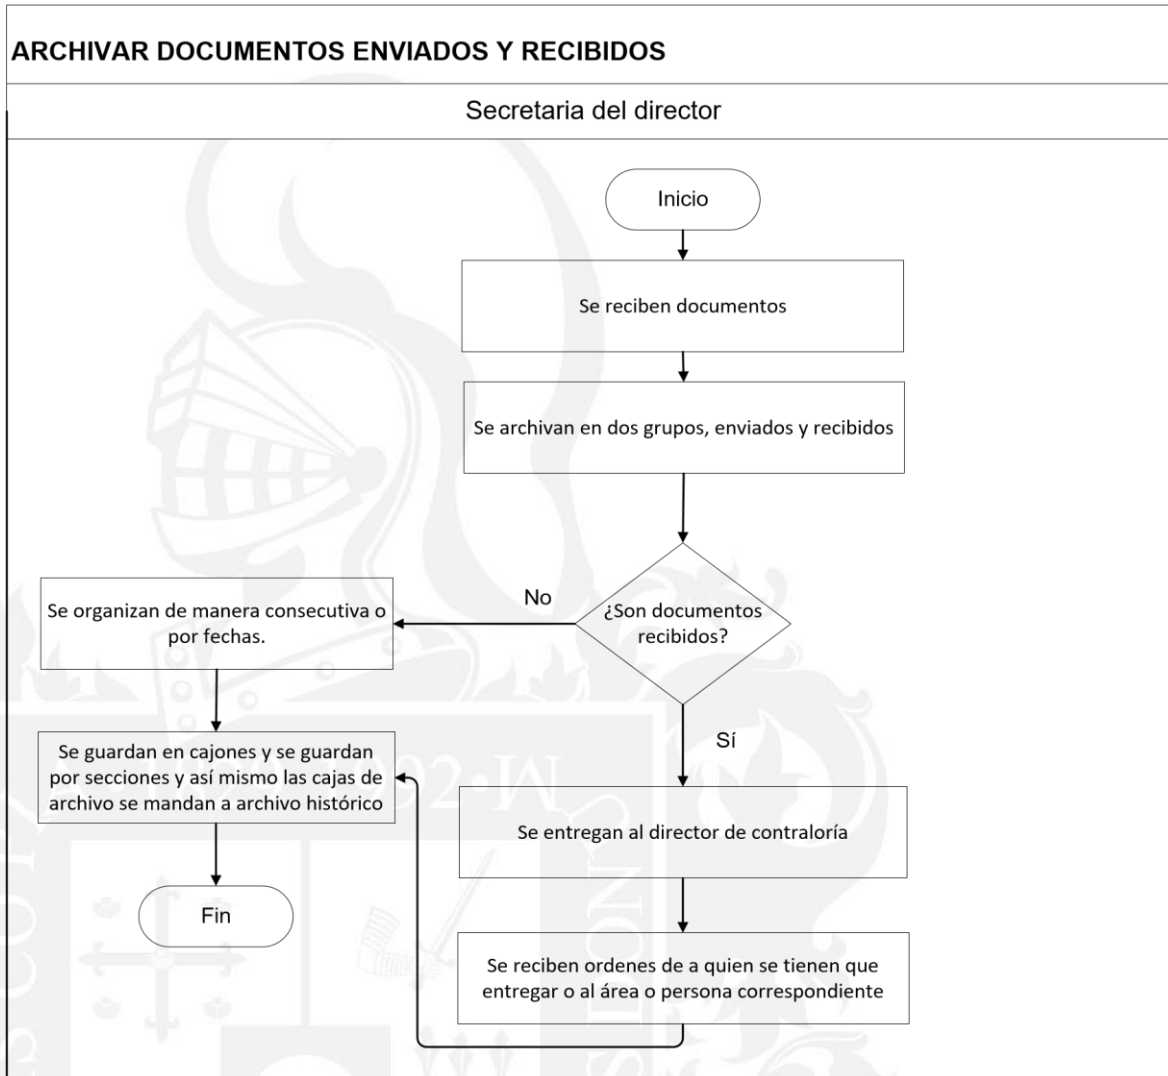 ARCHIVAR DOCUMENTOS ENVIADOS Y RECIBIDOS
Secretaria del director
Inicio
Se reciben documentos
Se archivan en dos grupos, enviados y recibidos
¿Son documentos
recibidos?
No
Se organizan de manera consecutiva o
por fechas.
Sí
Se guardan en cajones y se guardan
por secciones y así mismo las cajas de
archivo se mandan a archivo histórico
Se entregan al director de contraloría
Fin
Se reciben ordenes de a quien se tienen que
entregar o al área o persona correspondiente